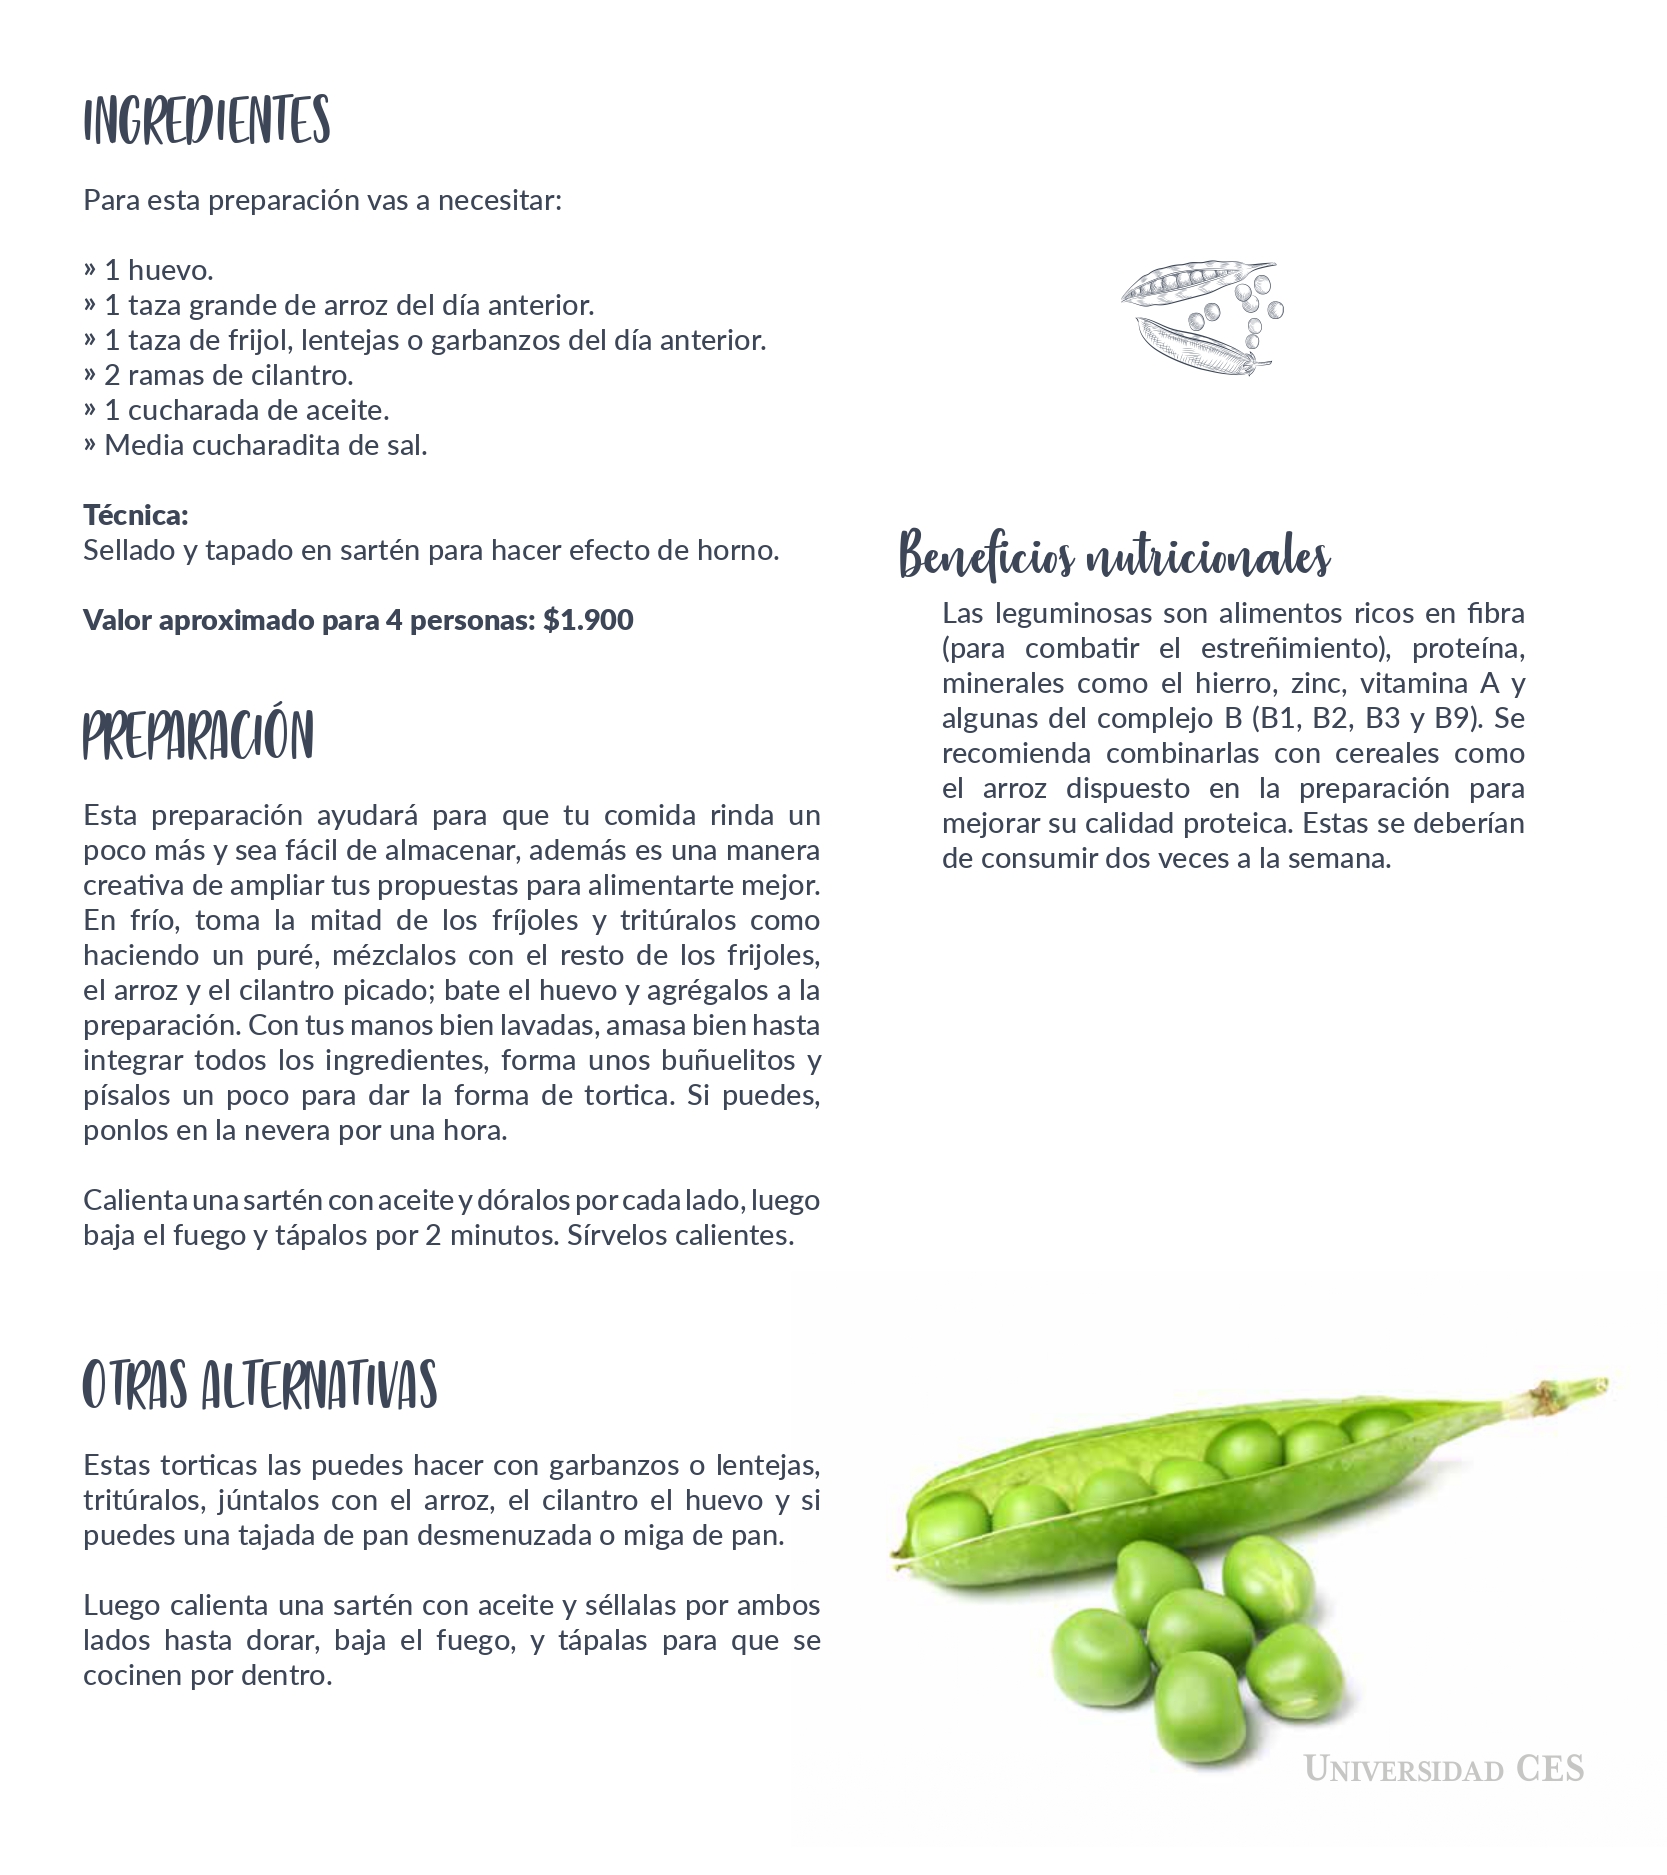 INGREDIENTES
Para esta preparación vas a necesitar:
» 1 huevo.
» 1 taza grande de arroz del día anterior.
» 1 taza de frijol, lentejas o garbanzos del día anterior.
» 2 ramas de cilantro.
» 1 cucharada de aceite.
» Media cucharadita de sal.
Técnica:
Sellado y tapado en sartén para hacer efecto de horno.
Valor aproximado para 4 personas: $1.900
PREPARACIÓN
Esta preparación ayudará para que tu comida rinda un
poco más y sea fácil de almacenar, además es una manera
creativa de ampliar tus propuestas para alimentarte mejor.
En frío, toma la mitad de los fríjoles y tritúralos como
haciendo un puré, mézclalos con el resto de los frijoles,
el arroz y el cilantro picado; bate el huevo y agrégalos a la
preparación. Con tus manos bien lavadas, amasa bien hasta
integrar todos los ingredientes, forma unos buñuelitos y
písalos un poco para dar la forma de tortica. Si puedes,
ponlos en la nevera por una hora.
Calienta una sartén con aceite y dóralos por cada lado, luego
baja el fuego y tápalos por 2 minutos. Sírvelos calientes.
OTRAS ALTERNATIVAS
Estas torticas las puedes hacer con garbanzos o lentejas,
tritúralos, júntalos con el arroz, el cilantro el huevo y si
puedes una tajada de pan desmenuzada o miga de pan.
Luego calienta una sartén con aceite y séllalas por ambos
lados hasta dorar, baja el fuego, y tápalas para que se
cocinen por dentro.
Beneficios nutricionales
Las leguminosas son alimentos ricos en fibra
(para combatir el estreñimiento), proteína,
minerales como el hierro, zinc, vitamina A y
algunas del complejo B (B1, B2, B3 y B9). Se
recomienda combinarlas con cereales como
el arroz dispuesto en la preparación para
mejorar su calidad proteica. Estas se deberían
de consumir dos veces a la semana.
UNIVERSIDAD CES